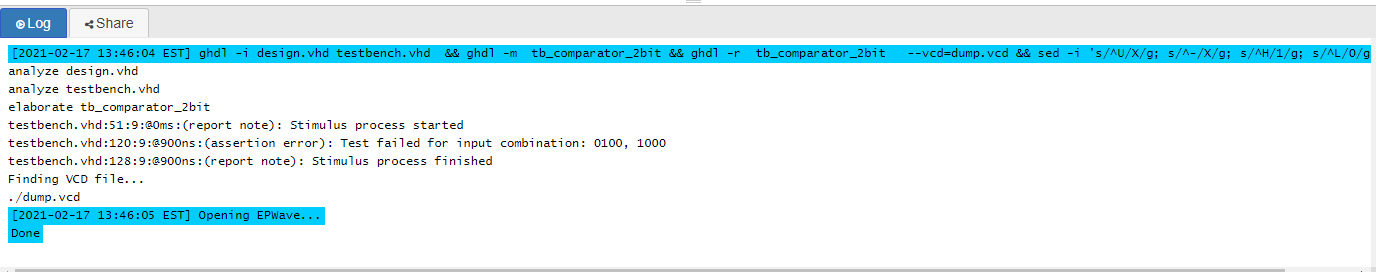 Log
Share
[2021-02-17 13:46:04 EST] ghdl -i design.vhd testbench.vhd  && ghdl -m  tb_comparator_2bit && ghdl -r  tb_comparator_2bit   --vcd=dump.vcd && sed -i 's/^U/X/g; s/^-/X/g; s/^H/1/g; s/^L/0/g
analyze design.vhd
analyze testbench.vhd
elaborate tb_comparator_2bit
testbench.vhd:51:9:@0ms:(report note): Stimulus process started
testbench.vhd:120:9:@900ns:(assertion error): Test failed for input combination: 0100, 1000
testbench.vhd:128:9:@900ns:(report note): Stimulus process finished
Finding VCD file...
./dump.vcd
[2021-02-17 13:46:05 EST] Opening EPWave...
Done